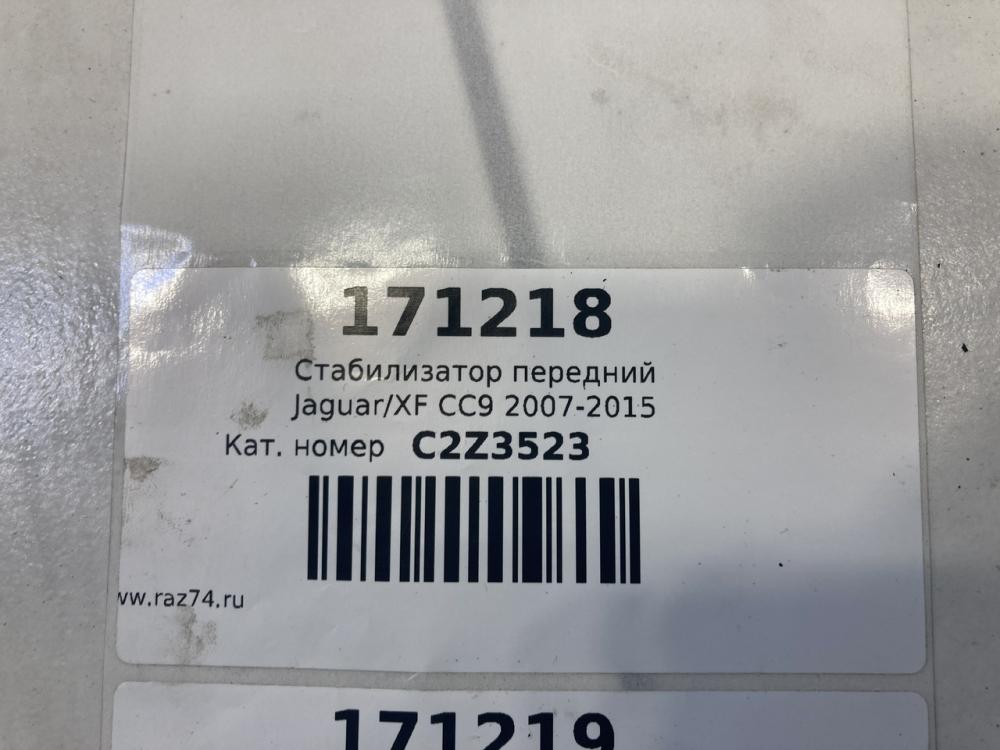 171218
Стабилизатор передний
Jaguar/XF CC9 2007-2015
Кат. номер C2Z3523
ww.raz74.ru
171219